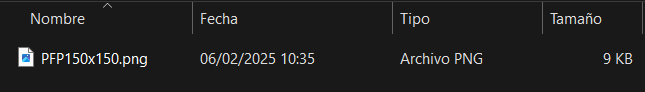 Nombre Fecha Tipo Tamaño
PFP150x150.png 06/02/2025 10:35 Archivo PNG 9 KB